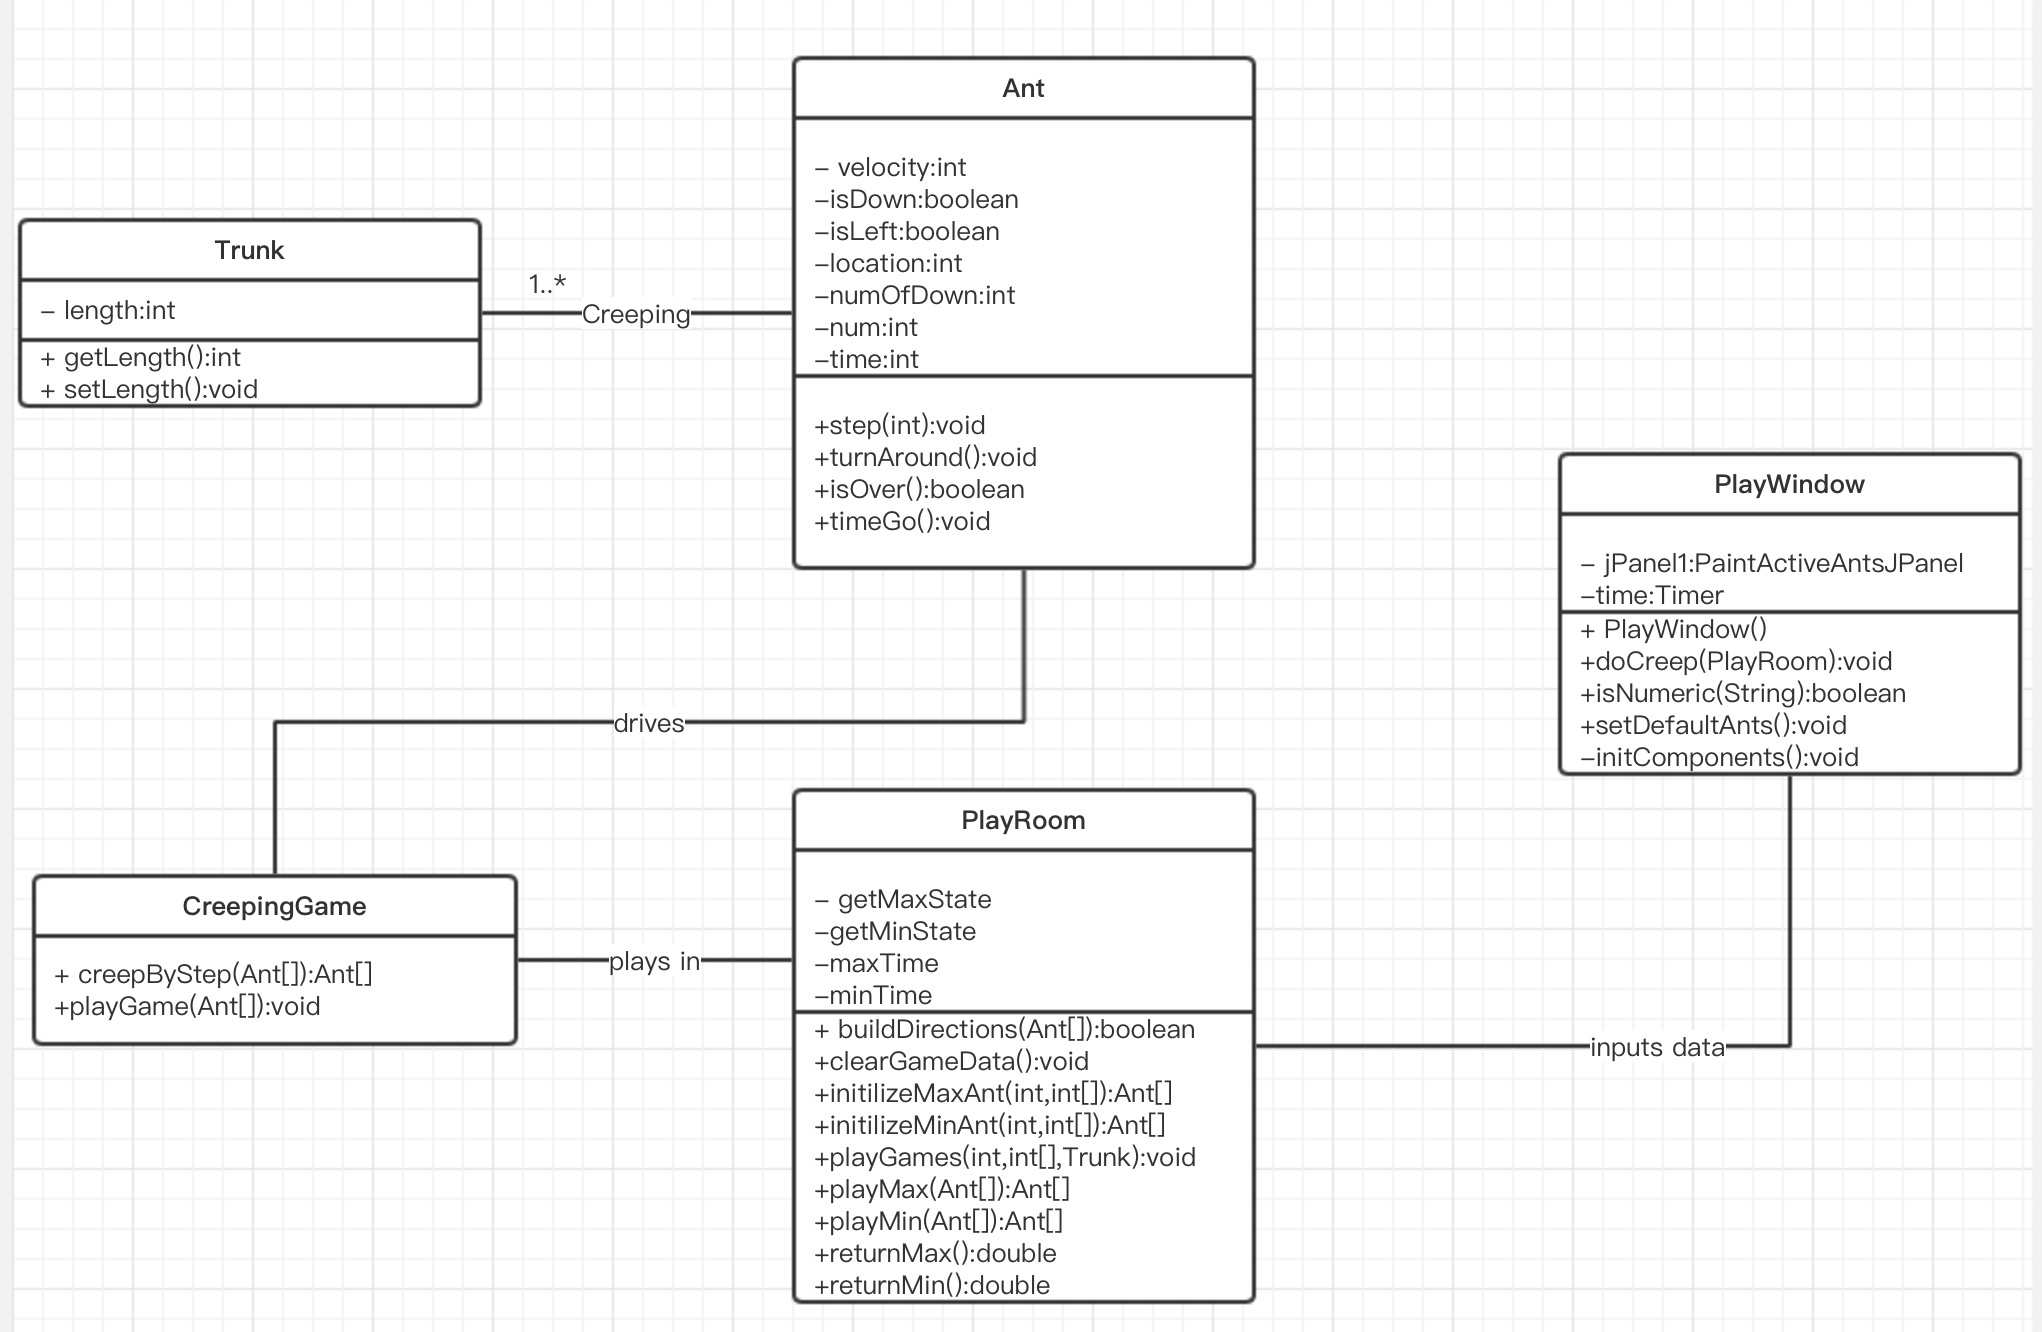 Ant
- velocity:int
-isDown:boolean
-isLeft:boolean
-location:int
-numOfDown:int
-num:int
-time:int
+step(int):void
+turnAround():void
+isOver():boolean
+timeGo():void
Trunk
- length:int
+ getLength():int
+ setLength():void
1..*
Creeping
PlayWindow
- jPanel1:PaintActiveAntsJPanel
-time:Timer
+ PlayWindow()
+doCreep(PlayRoom):void
+isNumeric(String):boolean
+setDefaultAnts():void
-initComponents():void
drives
CreepingGame
+ creepByStep(Ant[]):Ant[]
+playGame(Ant[]):void
plays in
PlayRoom
- getMaxState
-getMinState
-maxTime
-minTime
+ buildDirections(Ant[]):boolean
+clearGameData():void
+initilizeMaxAnt(int,int[]):Ant[]
+initilizeMinAnt(int,int[]):Ant[]
+playGames(int,int[],Trunk):void
+playMax(Ant[]):Ant[]
+playMin(Ant[]):Ant[]
+returnMax():double
+returnMin():double
inputs data